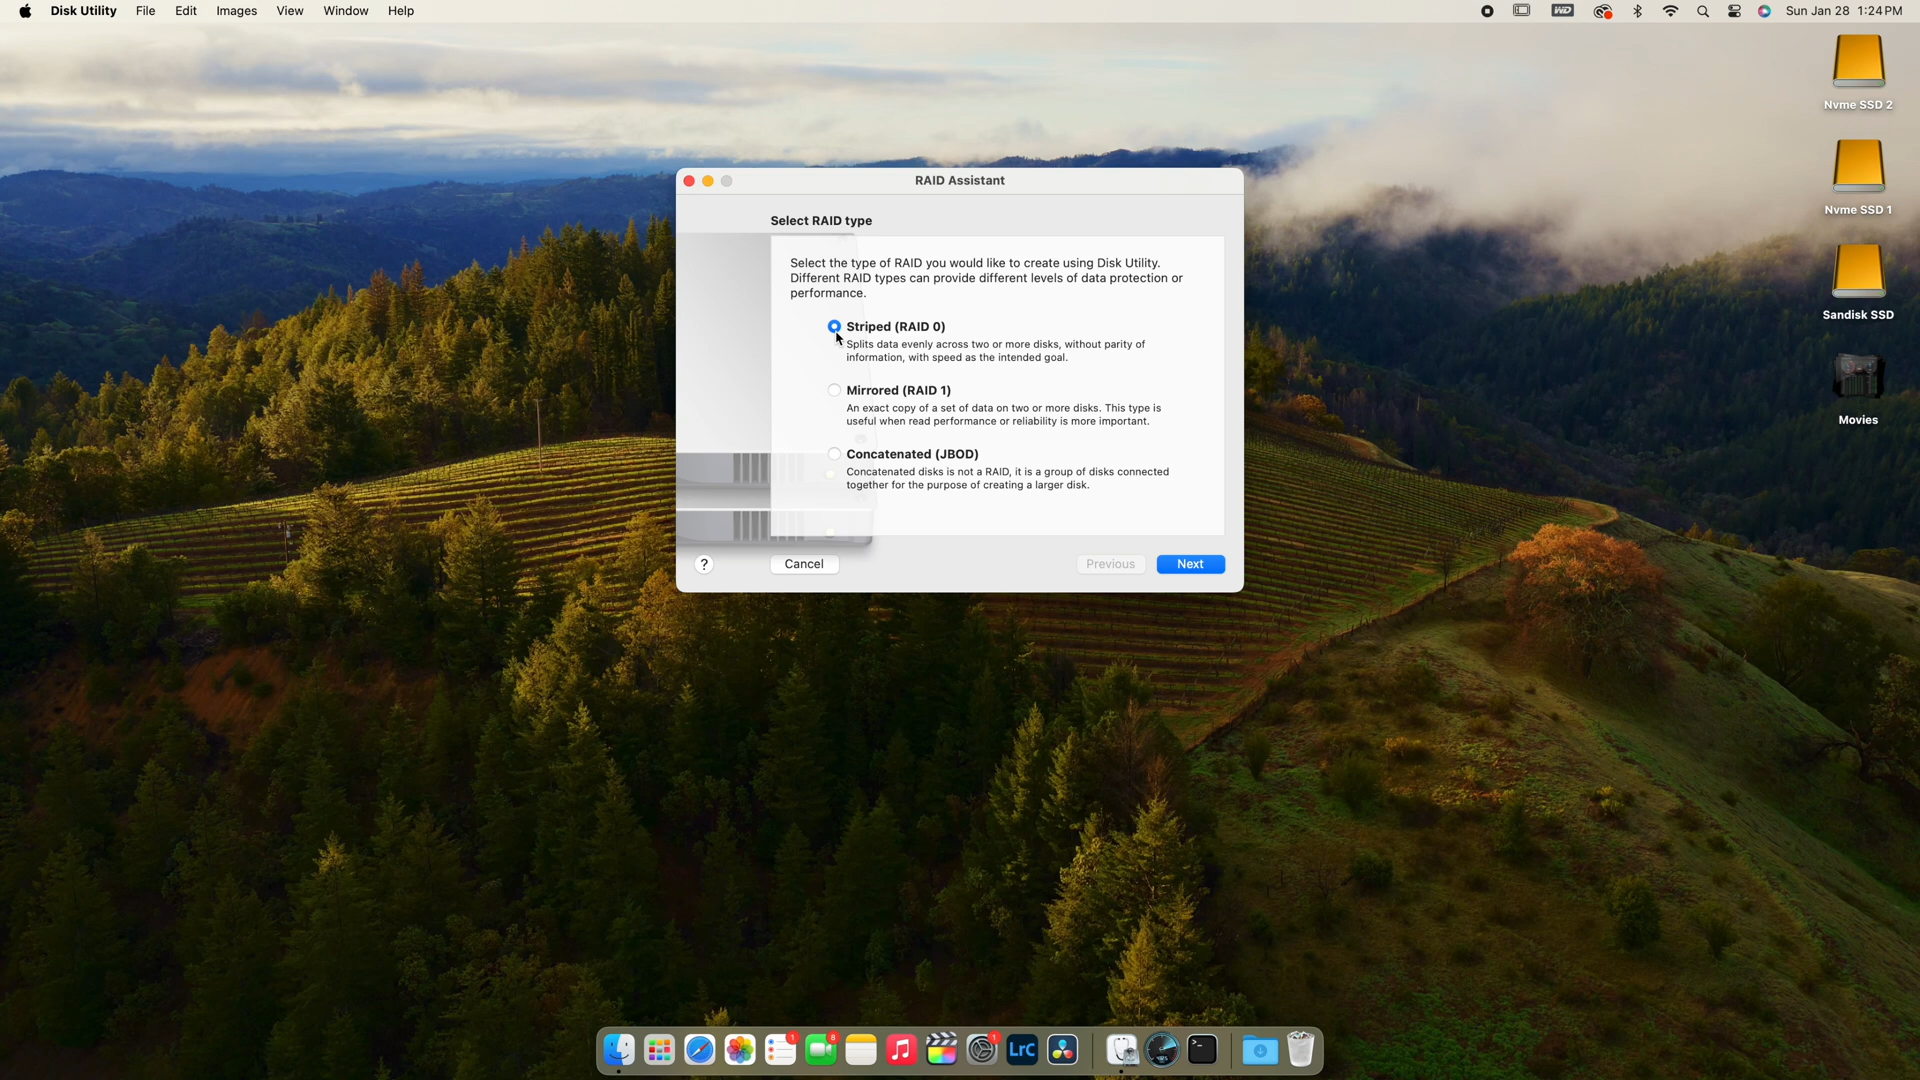 Disk Utility File Edit Images View Window Help
WD Sun Jan 28 1:24 PM
Nvme SSD 2
Nvme SSD 1
Sandisk SSD
Movies
RAID Assistant
Select RAID type
Select the type of RAID you would like to create using Disk Utility.
Different RAID types can provide different levels of data protection or
performance.
Striped (RAID 0)
Splits data evenly across two or more disks, without parity of
information, with speed as the intended goal.
Mirrored (RAID 1)
An exact copy of a set of data on two or more disks. This type is
useful when read performance or reliability is more important.
Concatenated (JBOD)
Concatenated disks is not a RAID, it is a group of disks connected
together for the purpose of creating a larger disk.
? Cancel Previous Next
1 8 1 LrC >_